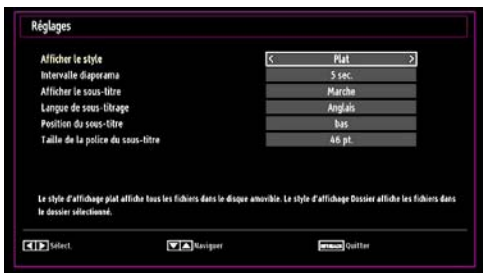 Réglages
Afficher le style < Plat >
Intervalle diaporama 5 sec.
Afficher le sous-titre Marche
Langue de sous-titrage Anglais
Position du sous-titre bas
Taille de la police du sous-titre 46 pt.
Le style d'affichage plat affiche tous les fichiers dans le disque amovible. Le style d'affichage Dossier affiche les fichiers dans
le dossier sélectionné.
Sélect. Naviguer Quitter